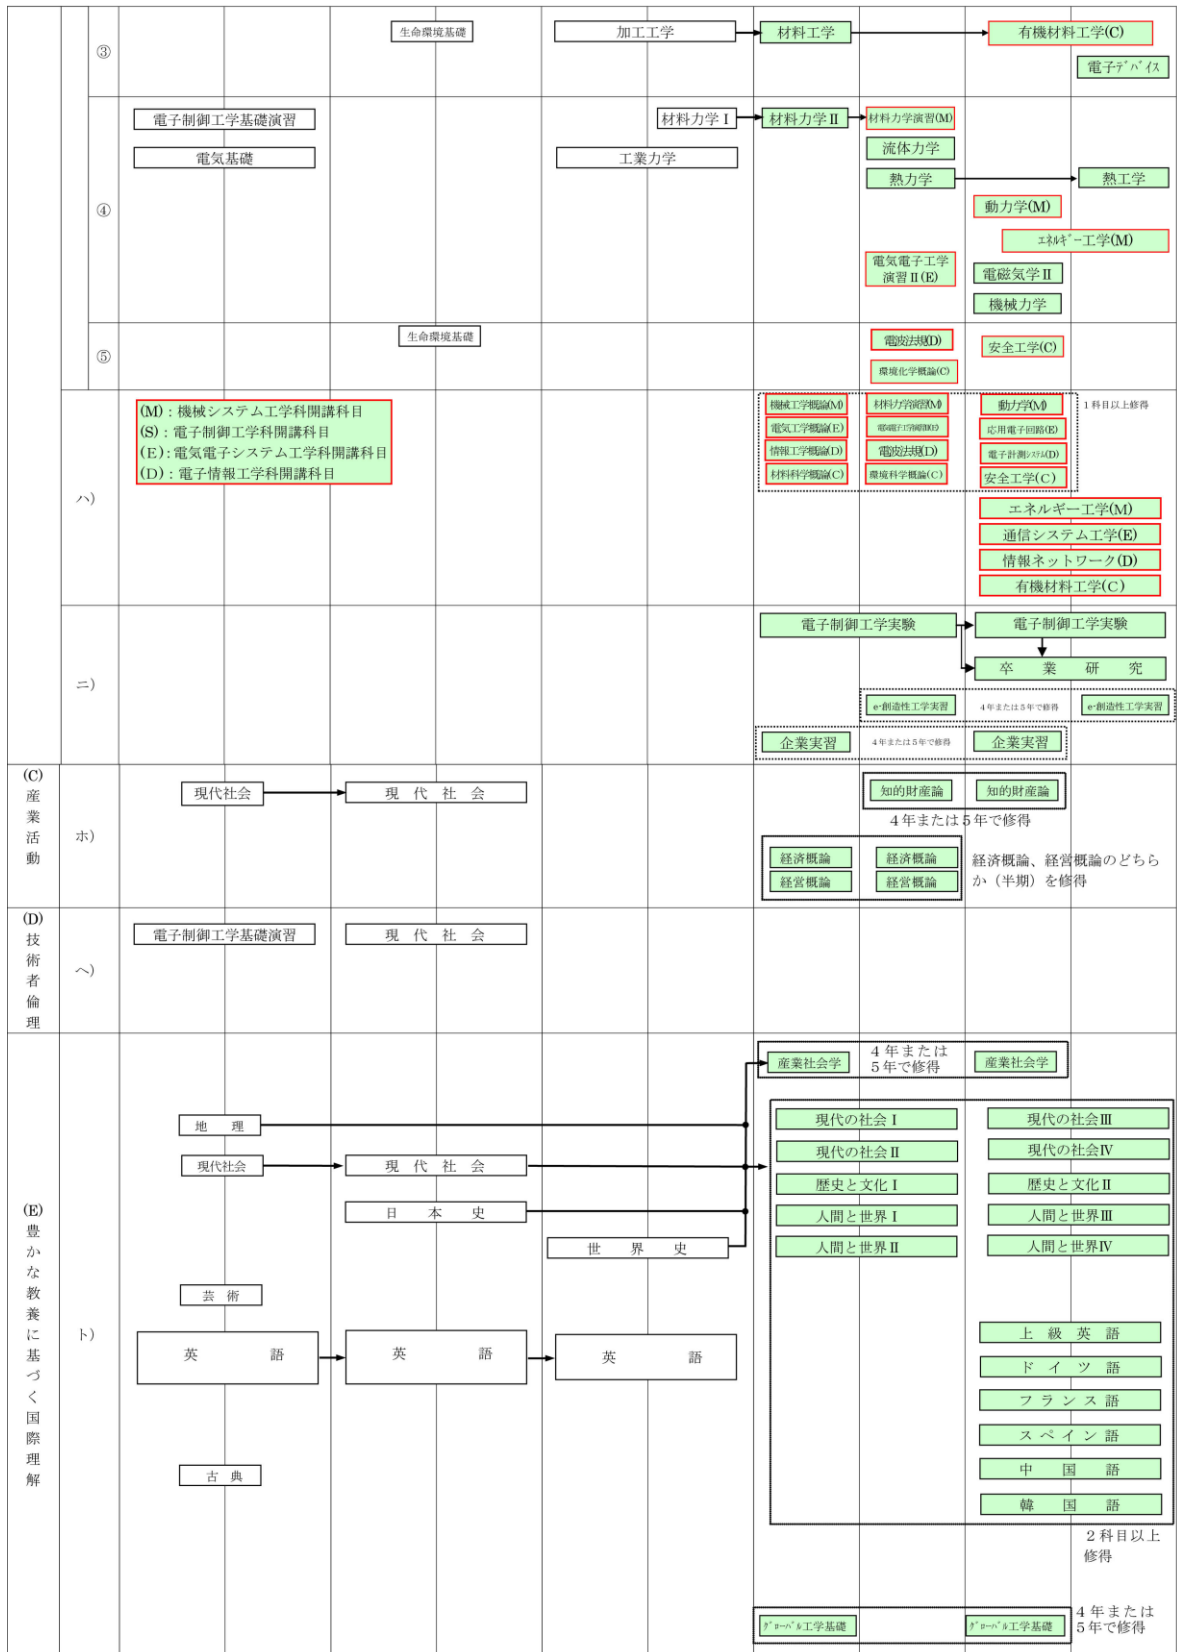 ③
生命環境基礎
加工工学
材料工学
有機材料工学(C)
電子ﾃﾞﾊﾞｲｽ
④
電子制御工学基礎演習
材料力学Ⅰ
材料力学Ⅱ
材料力学演習(M)
電気基礎
工業力学
流体力学
熱力学
熱工学
動力学(M)
ｴﾈﾙｷﾞｰ工学(M)
電気電子工学
演習Ⅱ(E)
電磁気学Ⅱ
機械力学
⑤
生命環境基礎
電波法規(D)
安全工学(C)
環境化学概論(C)
ハ)
(M)：機械システム工学科開講科目
(S)：電子制御工学科開講科目
(E)：電気電子システム工学科開講科目
(D)：電子情報工学科開講科目
機械工学概論(M)
材料力学演習(M)
動力学(M)
1科目以上修得
電気工学概論(E)
応用電子回路(E)
情報工学概論(D)
電波法規(D)
電子計測ｼｽﾃﾑ(D)
材料科学概論(C)
環境科学概論(C)
安全工学(C)
エネルギー工学(M)
通信システム工学(E)
情報ネットワーク(D)
有機材料工学(C)
ニ)
電子制御工学実験
電子制御工学実験
卒業研究
e-創造性工学実習
4年または5年で修得
e-創造性工学実習
企業実習
4年または5年で修得
企業実習
(C)
産業活動
ホ)
現代社会
現代社会
知的財産論
知的財産論
4年または5年で修得
経済概論
経済概論
経営概論
経営概論
経済概論、経営概論のどちら
か（半期）を修得
(D)
技術者倫理
ヘ)
電子制御工学基礎演習
現代社会
(E)
豊かな教養に基づく国際理解
ト)
産業社会学
4年または
5年で修得
産業社会学
地理
現代の社会Ⅰ
現代の社会Ⅲ
現代社会
現代社会
現代の社会Ⅱ
現代の社会Ⅳ
日本史
歴史と文化Ⅰ
歴史と文化Ⅱ
人間と世界Ⅰ
人間と世界Ⅲ
世界史
人間と世界Ⅱ
人間と世界Ⅳ
芸術
英語
英語
英語
上級英語
ドイツ語
フランス語
スペイン語
古典
中国語
韓国語
2科目以上
修得
ｸﾞﾛｰﾊﾞﾙ工学基礎
ｸﾞﾛｰﾊﾞﾙ工学基礎
4年または
5年で修得